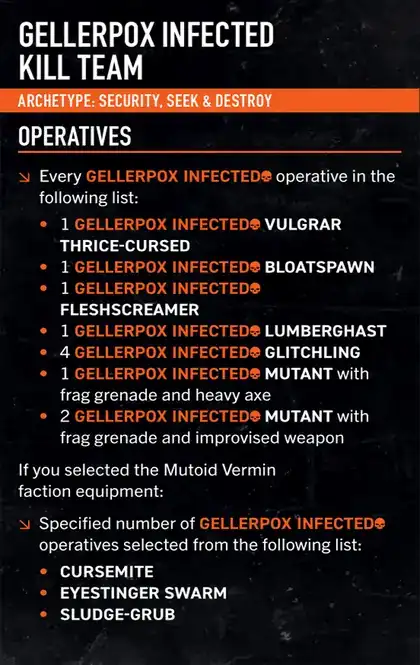 GELLERPOX INFECTED
KILL TEAM
ARCHETYPE: SECURITY, SEEK & DESTROY
OPERATIVES
↘ Every GELLERPOX INFECTED operative in the
following list:
• 1 GELLERPOX INFECTED VULGRAR
THRICE-CURSED
• 1 GELLERPOX INFECTED BLOATSPAWN
• 1 GELLERPOX INFECTED
FLESHSCREAMER
• 1 GELLERPOX INFECTED LUMBERGHAST
• 4 GELLERPOX INFECTED GLITCHLING
• 1 GELLERPOX INFECTED MUTANT with
frag grenade and heavy axe
• 2 GELLERPOX INFECTED MUTANT with
frag grenade and improvised weapon
If you selected the Mutoid Vermin
faction equipment:
↘ Specified number of GELLERPOX INFECTED
operatives selected from the following list:
• CURSEMITE
• EYESTINGER SWARM
• SLUDGE-GRUB